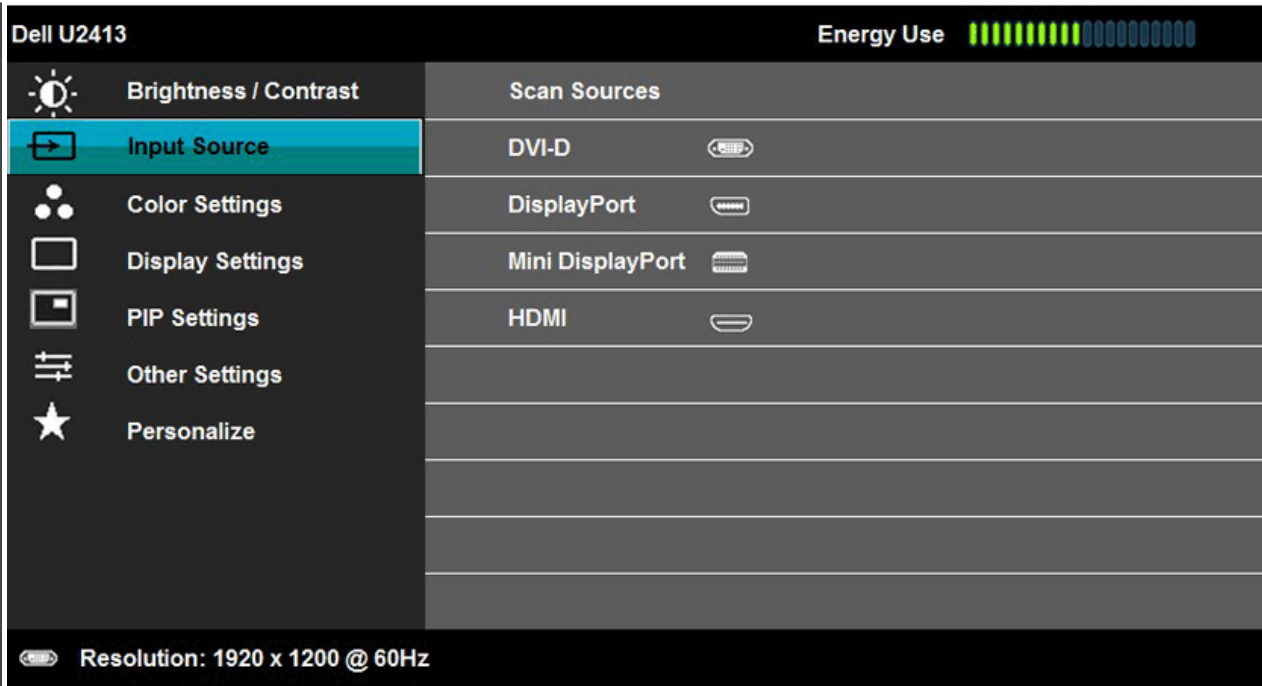 Dell U2413
Energy Use
Brightness / Contrast
Input Source
Color Settings
Display Settings
PIP Settings
Other Settings
Personalize
Scan Sources
DVI-D
DisplayPort
Mini DisplayPort
HDMI
Resolution: 1920 x 1200 @ 60Hz